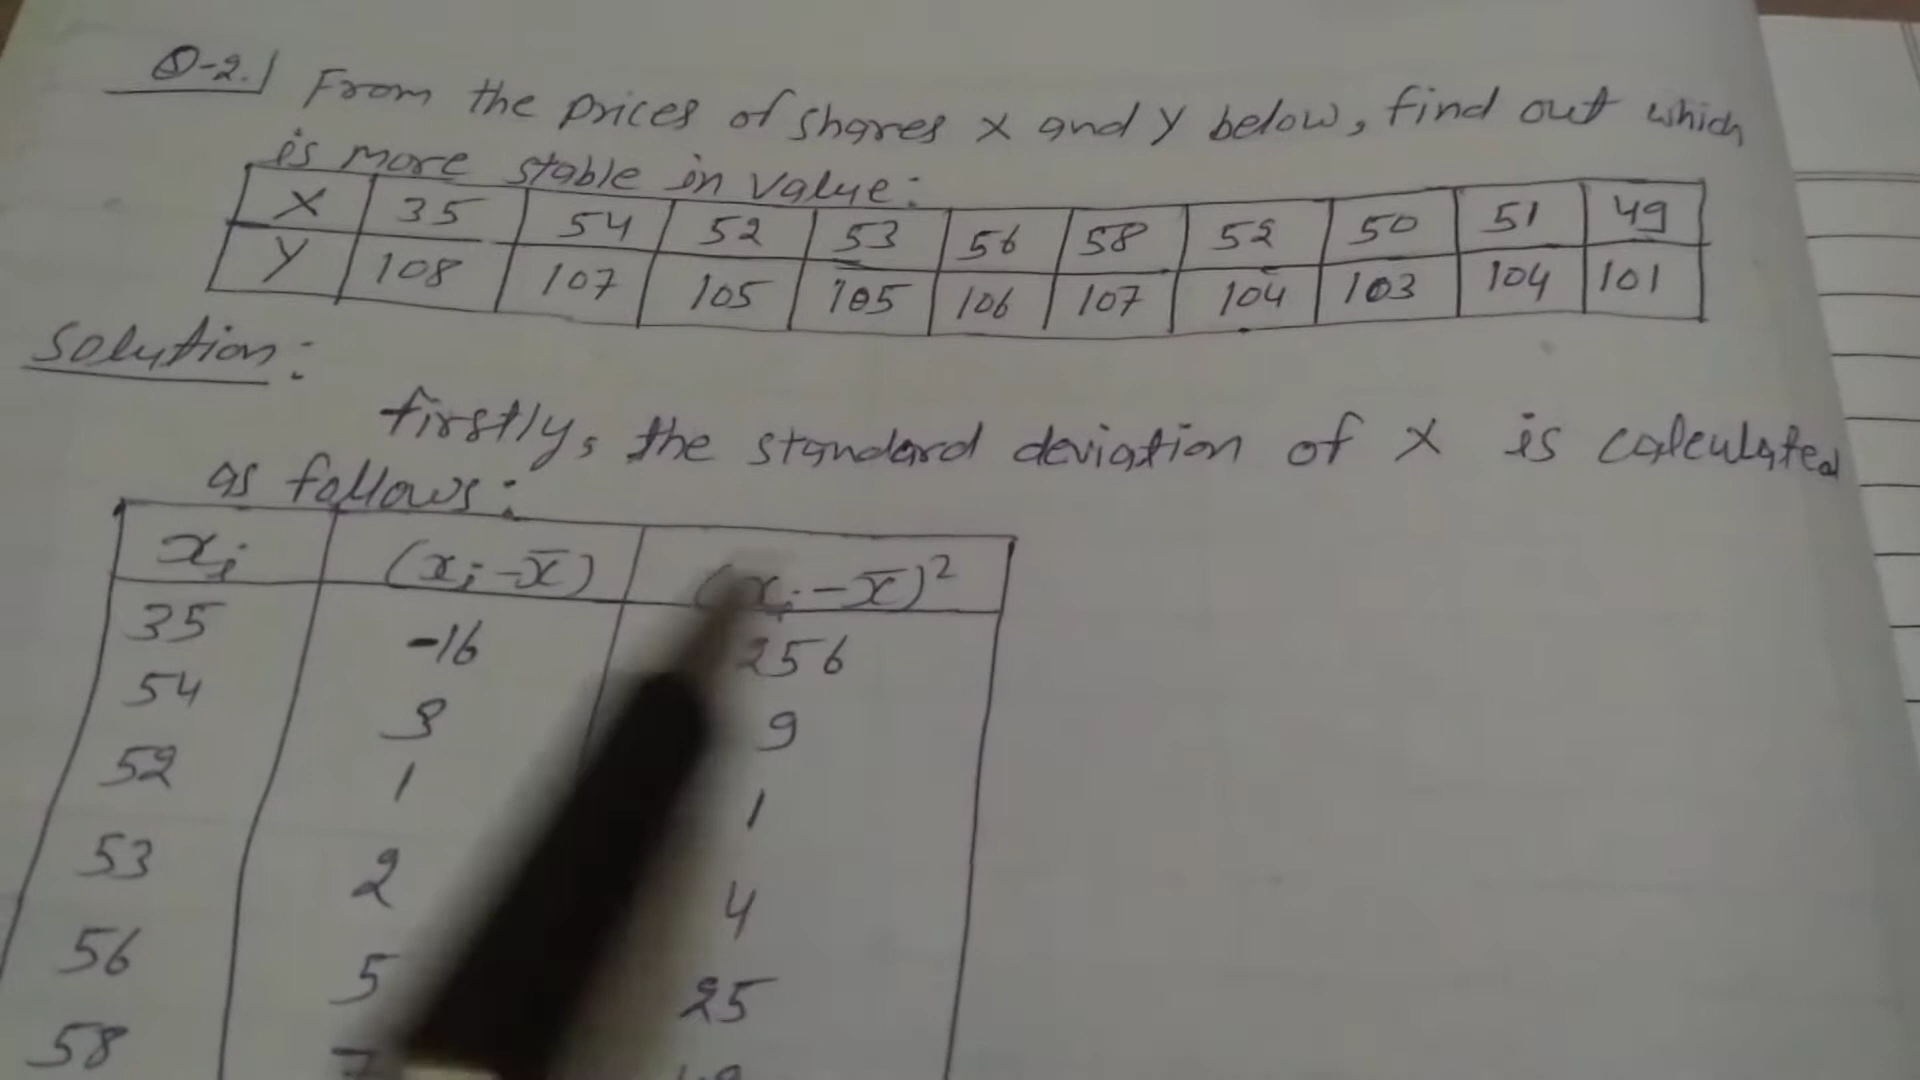 Q-2.) From the prices of shares X and Y below, find out which
is more stable in value:
X 35 54 52 53 56 58 52 50 51 49
Y 108 107 105 105 106 107 104 103 104 101
Solution:
firstly, the standard deviation of X is calculated
as follows:
xi (xi - x̄) (xi - x̄)²
35 -16 256
54 3 9
52 1 1
53 2 4
56 5 25
58 7